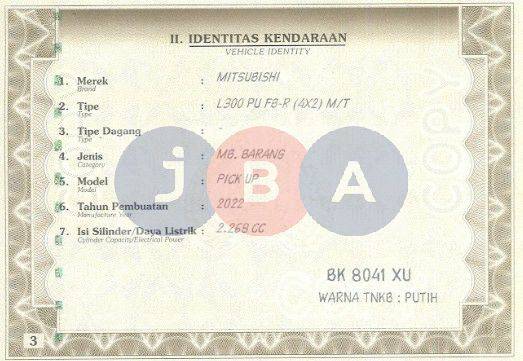 II. IDENTITAS KENDARAAN
VEHICLE IDENTITY
1. Merek : MITSUBISHI
Brand
2. Tipe : L300 PU FB-R (4X2) M/T
Type
3. Tipe Dagang : -
Type
4. Jenis : MB. BARANG
Category
5. Model : PICK UP
Model
6. Tahun Pembuatan : 2022
Manufacture Year
7. Isi Silinder/Daya Listrik : 2.268 CC
Cylinder Capacity/Electrical Power
JBA
BK 8041 XU
WARNA TNKB : PUTIH
3
COPY